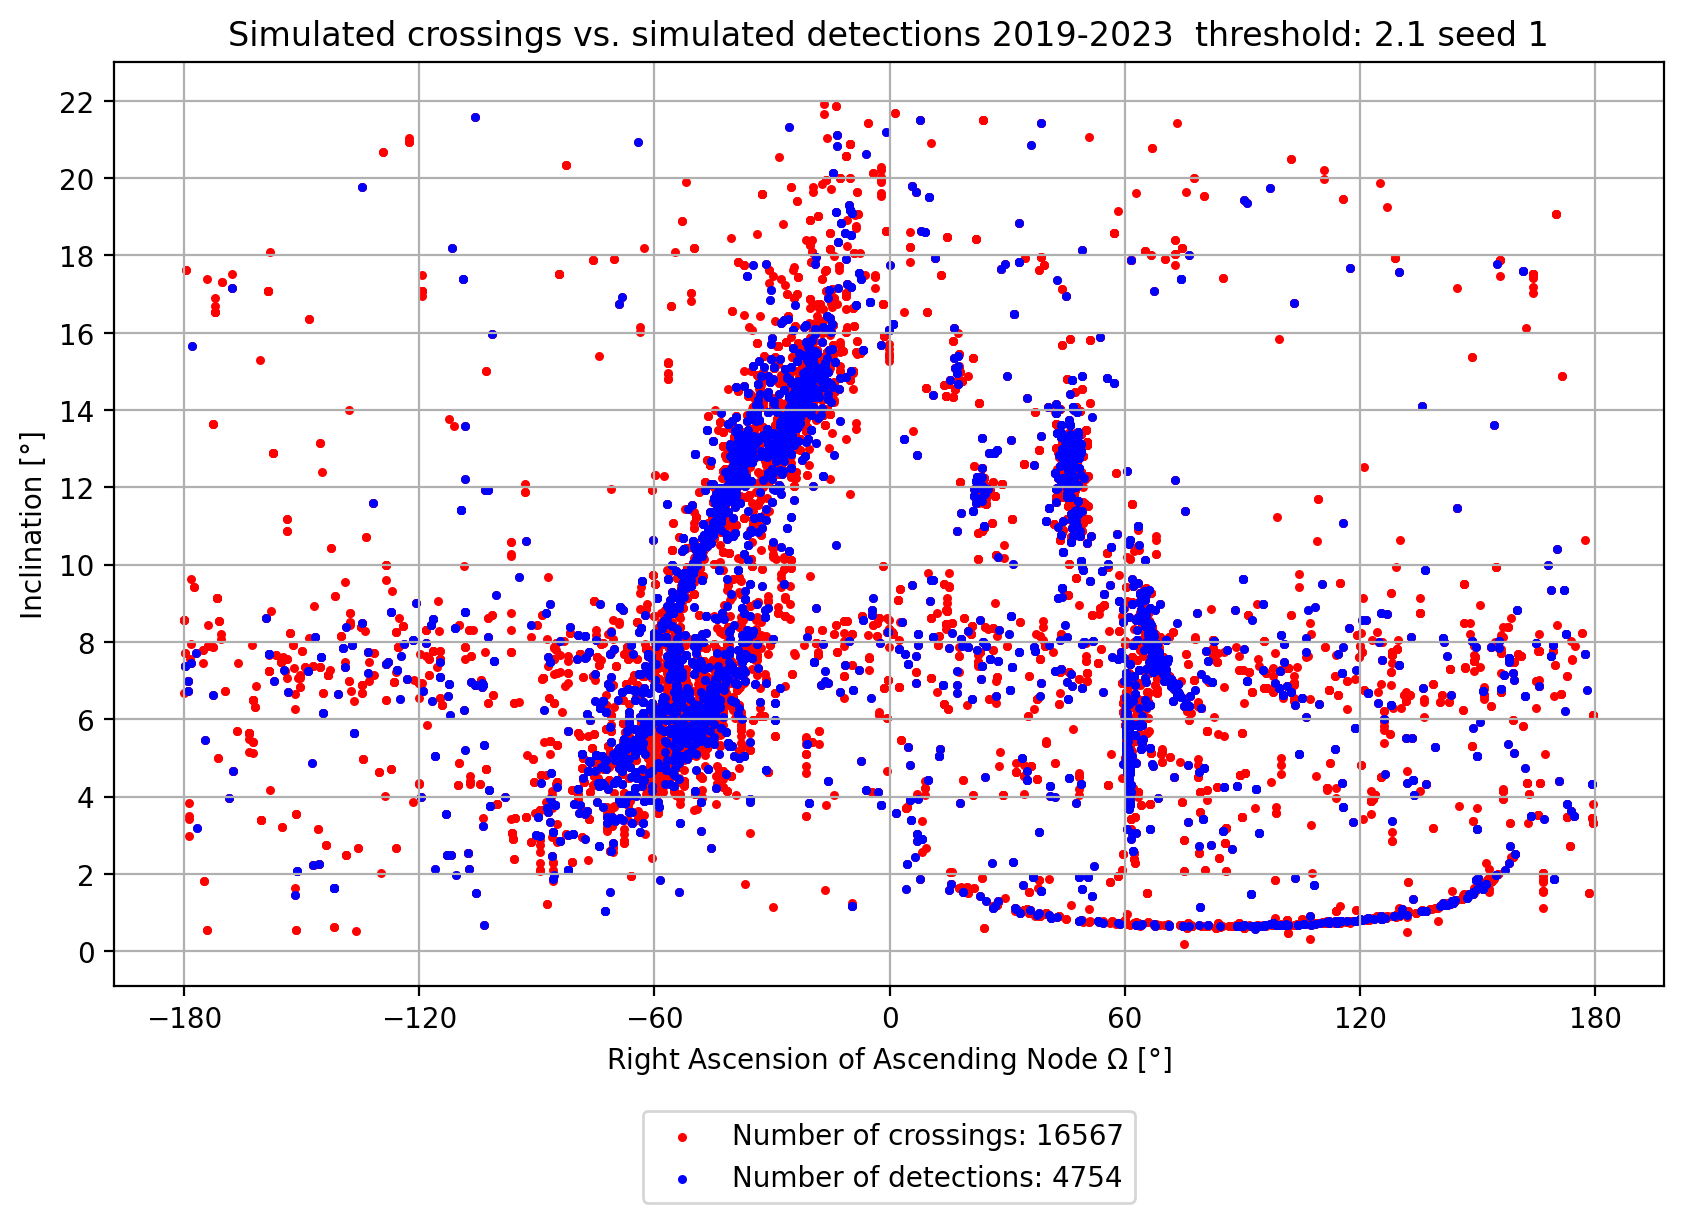 Simulated crossings vs. simulated detections 2019-2023  threshold: 2.1 seed 1
22
20
18
16
14
12
10
8
6
4
2
0
Inclination [°]
−180 −120 −60 0 60 120 180
Right Ascension of Ascending Node Ω [°]
Number of crossings: 16567
Number of detections: 4754